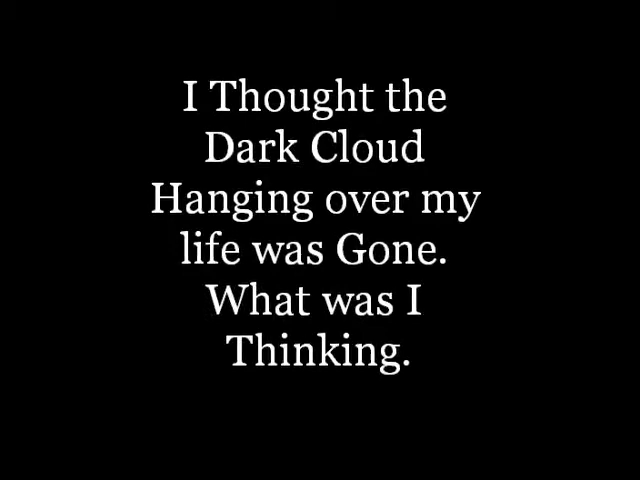 I Thought the
Dark Cloud
Hanging over my
life was Gone.
What was I
Thinking.